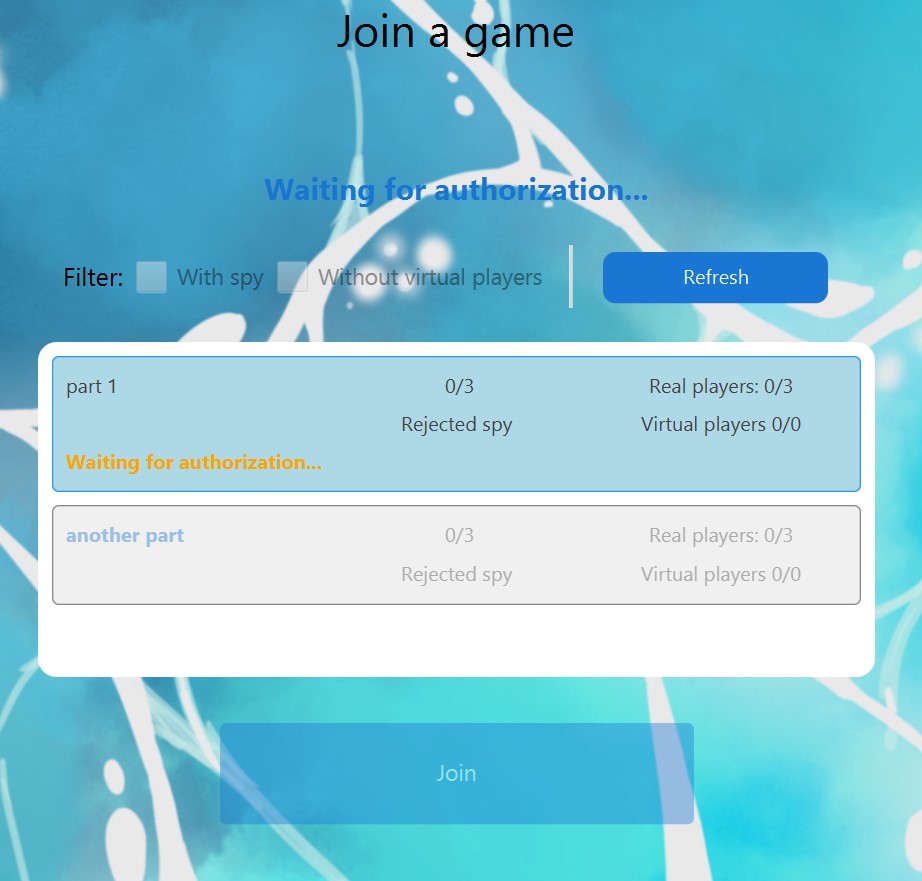 Join a game
Waiting for authorization...
Filter: With spy Without virtual players Refresh
part 1 0/3 Real players: 0/3
Rejected spy Virtual players 0/0
Waiting for authorization...
another part 0/3 Real players: 0/3
Rejected spy Virtual players 0/0
Join